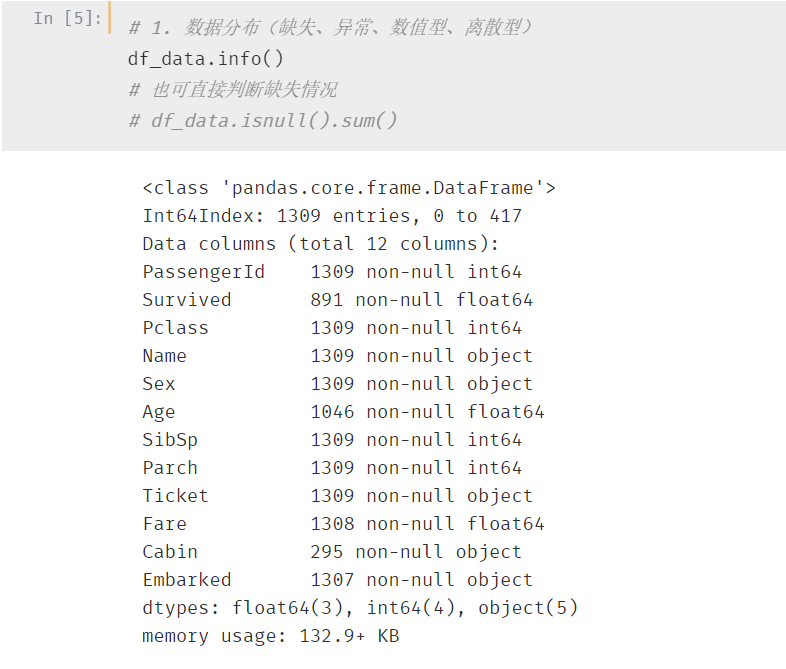 In [5]:
# 1. 数据分布（缺失、异常、数值型、离散型）
df_data.info()
# 也可直接判断缺失情况
# df_data.isnull().sum()
<class 'pandas.core.frame.DataFrame'>
Int64Index: 1309 entries, 0 to 417
Data columns (total 12 columns):
PassengerId    1309 non-null int64
Survived       891 non-null float64
Pclass         1309 non-null int64
Name           1309 non-null object
Sex            1309 non-null object
Age            1046 non-null float64
SibSp          1309 non-null int64
Parch          1309 non-null int64
Ticket         1309 non-null object
Fare           1308 non-null float64
Cabin          295 non-null object
Embarked       1307 non-null object
dtypes: float64(3), int64(4), object(5)
memory usage: 132.9+ KB